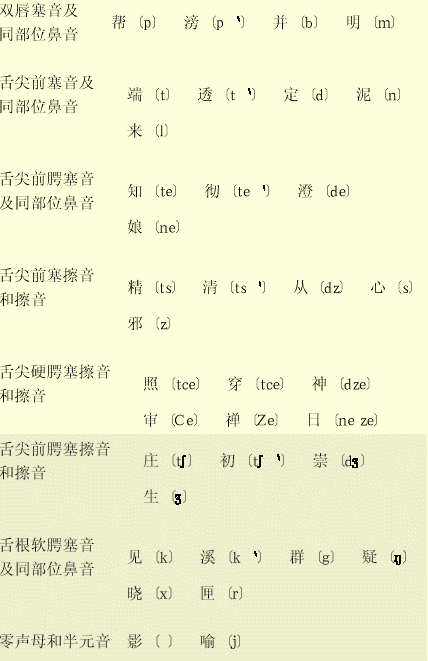 双唇塞音及
同部位鼻音
帮〔p〕 滂〔p ‘〕 并〔b〕 明〔m〕
舌尖前塞音及
同部位鼻音
端〔t〕 透〔t ‘〕 定〔d〕 泥〔n〕
来〔l〕
舌尖前腭塞音
及同部位鼻音
知〔te〕 彻〔te ‘〕 澄〔de〕
娘〔ne〕
舌尖前塞擦音
和擦音
精〔ts〕 清〔ts ‘〕 从〔dz〕 心〔s〕
邪〔z〕
舌尖硬腭塞擦音
和擦音
照〔tce〕 穿〔tce〕 神〔dze〕
审〔Ce〕 禅〔Ze〕 日〔ne ze〕
舌尖前腭塞擦音
和擦音
庄〔tʃ〕 初〔tʃ ‘〕 崇〔dʒ〕
生〔ʒ〕
舌根软腭塞音
及同部位鼻音
见〔k〕 溪〔k ‘〕 群〔g〕 疑〔ŋ〕
晓〔x〕 匣〔r〕
零声母和半元音 影〔 〕 喻〔j〕